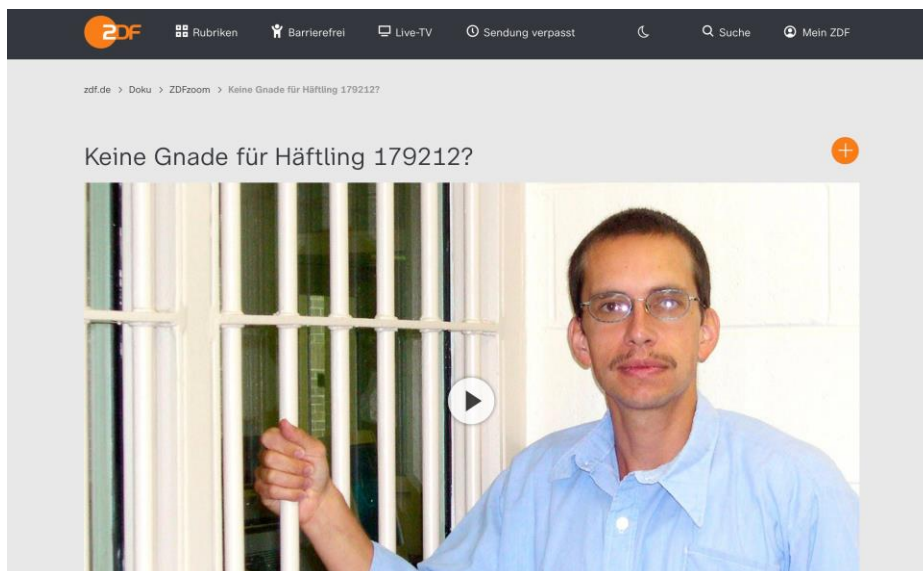 ZDF Rubriken Barrierefrei Live-TV Sendung verpasst Suche Mein ZDF
zdf.de > Doku > ZDFzoom > Keine Gnade für Häftling 179212?
Keine Gnade für Häftling 179212?